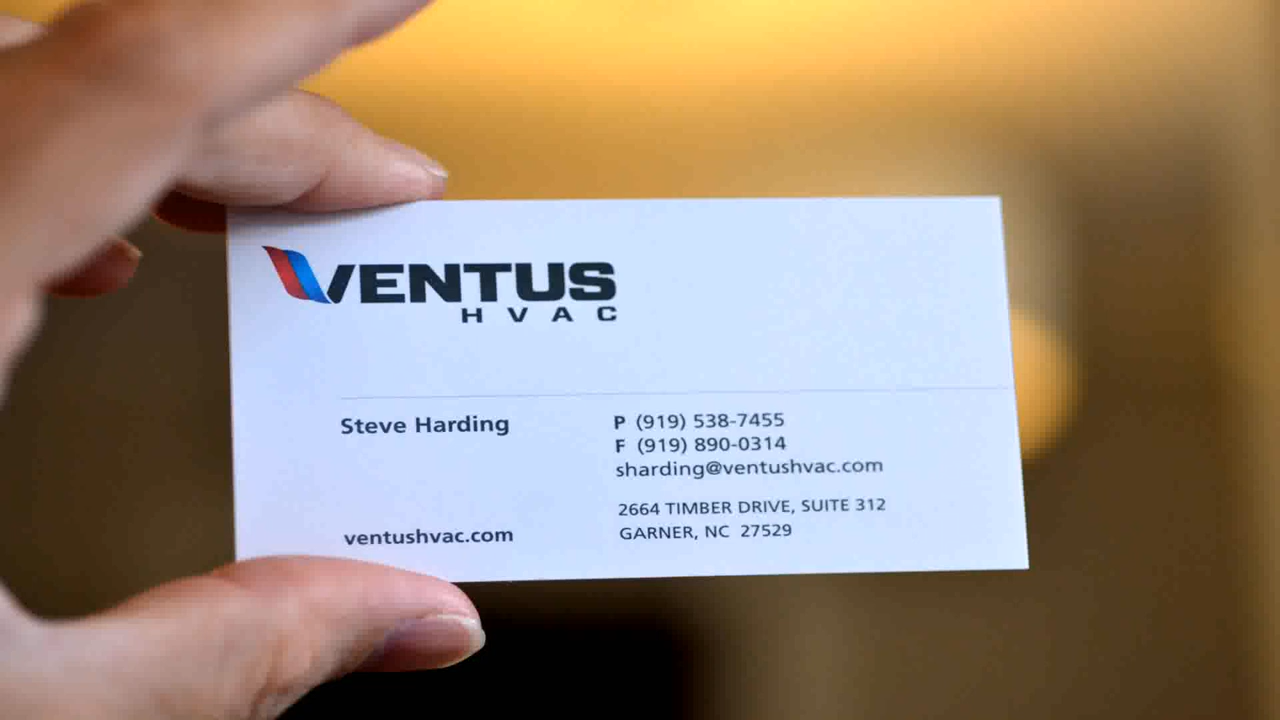 VENTUS
HVAC
Steve Harding
P (919) 538-7455
F (919) 890-0314
sharding@ventushvac.com
2664 TIMBER DRIVE, SUITE 312
GARNER, NC 27529
ventushvac.com